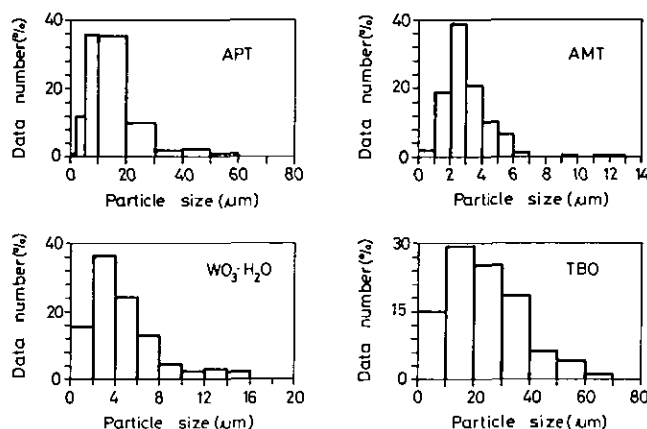 40
20
0
Data number(%)
APT
0 20 40 60 80
Particle size (μm)
40
20
0
Data number(%)
AMT
0 2 4 6 8 10 12 14
Particle size (μm)
40
20
0
Data number(%)
WO₃·H₂O
0 4 8 12 16 20
Particle size (μm)
30
15
0
Data number(%)
TBO
0 20 40 60 80
Particle size (μm)